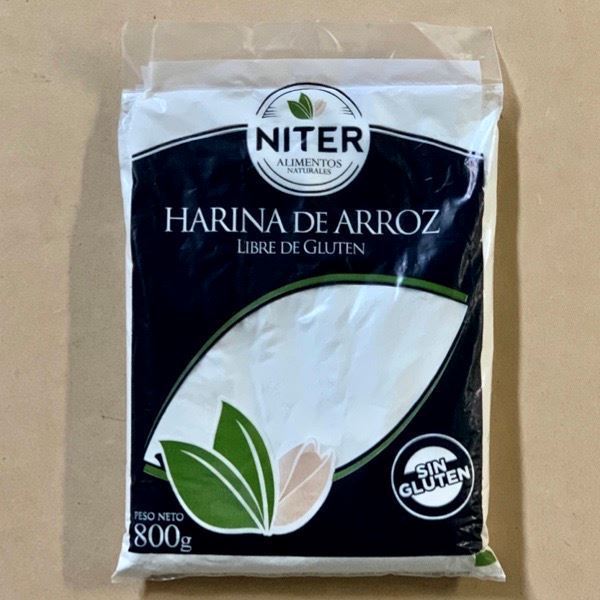 NITER
ALIMENTOS
NATURALES
HARINA DE ARROZ
LIBRE DE GLUTEN
SIN
GLUTEN
PESO NETO
800g